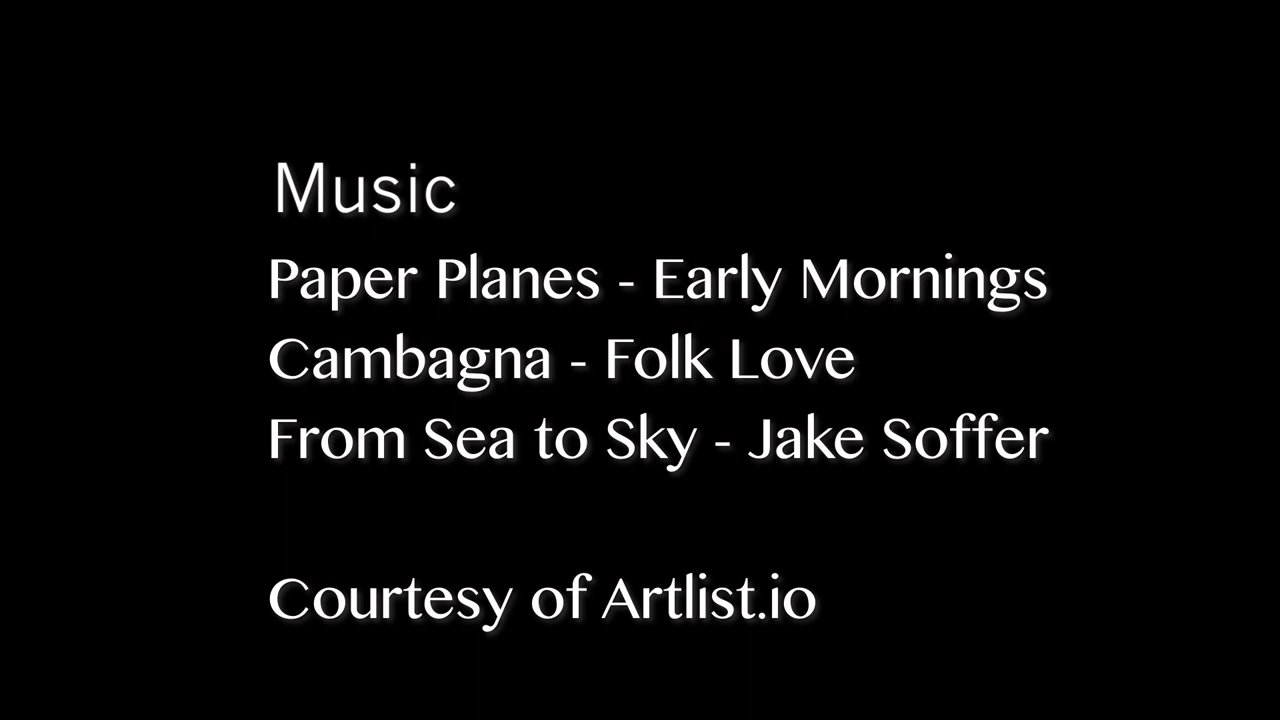 Music
Paper Planes - Early Mornings
Cambagna - Folk Love
From Sea to Sky - Jake Soffer
Courtesy of Artlist.io